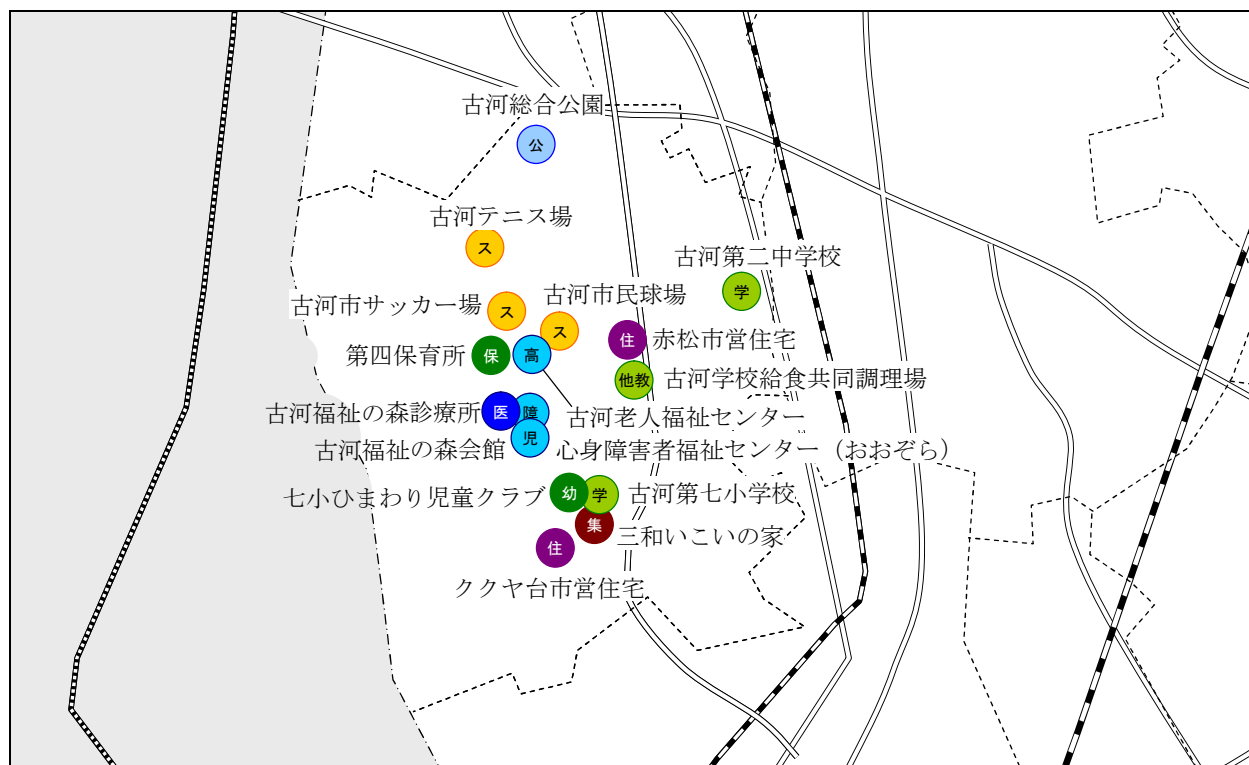 古河総合公園
公
古河テニス場
ス
古河第二中学校
学
古河市サッカー場
ス
古河市民球場
ス
住
赤松市営住宅
第四保育所
保
高
他教
古河学校給食共同調理場
古河福祉の森診療所
医
障
古河老人福祉センター
古河福祉の森会館
児
心身障害者福祉センター（おおぞら）
七小ひまわり児童クラブ
幼
学
古河第七小学校
集
三和いこいの家
住
ククヤ台市営住宅